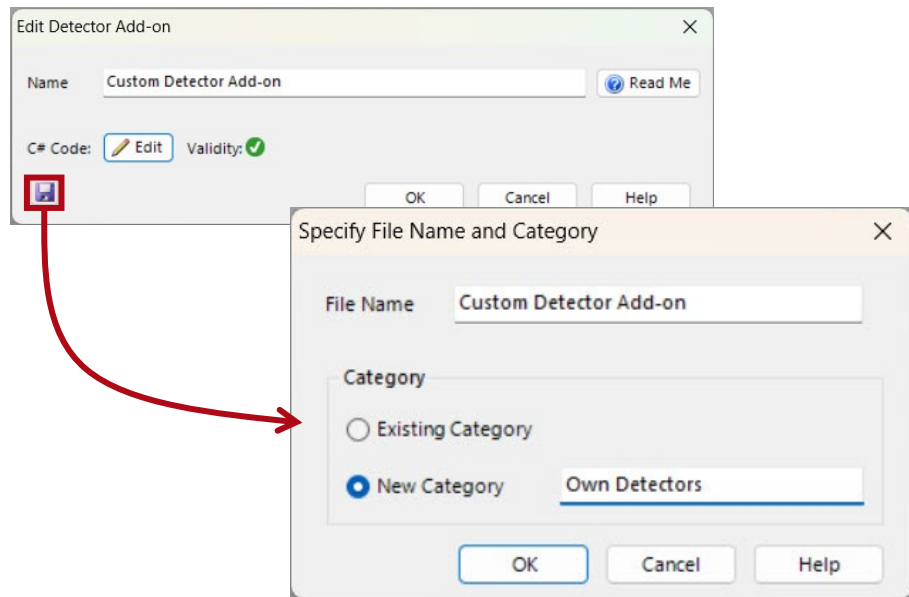 Edit Detector Add-on
Name Custom Detector Add-on Read Me
C# Code: Edit Validity:
OK Cancel Help
Specify File Name and Category
File Name Custom Detector Add-on
Category
Existing Category
New Category Own Detectors
OK Cancel Help